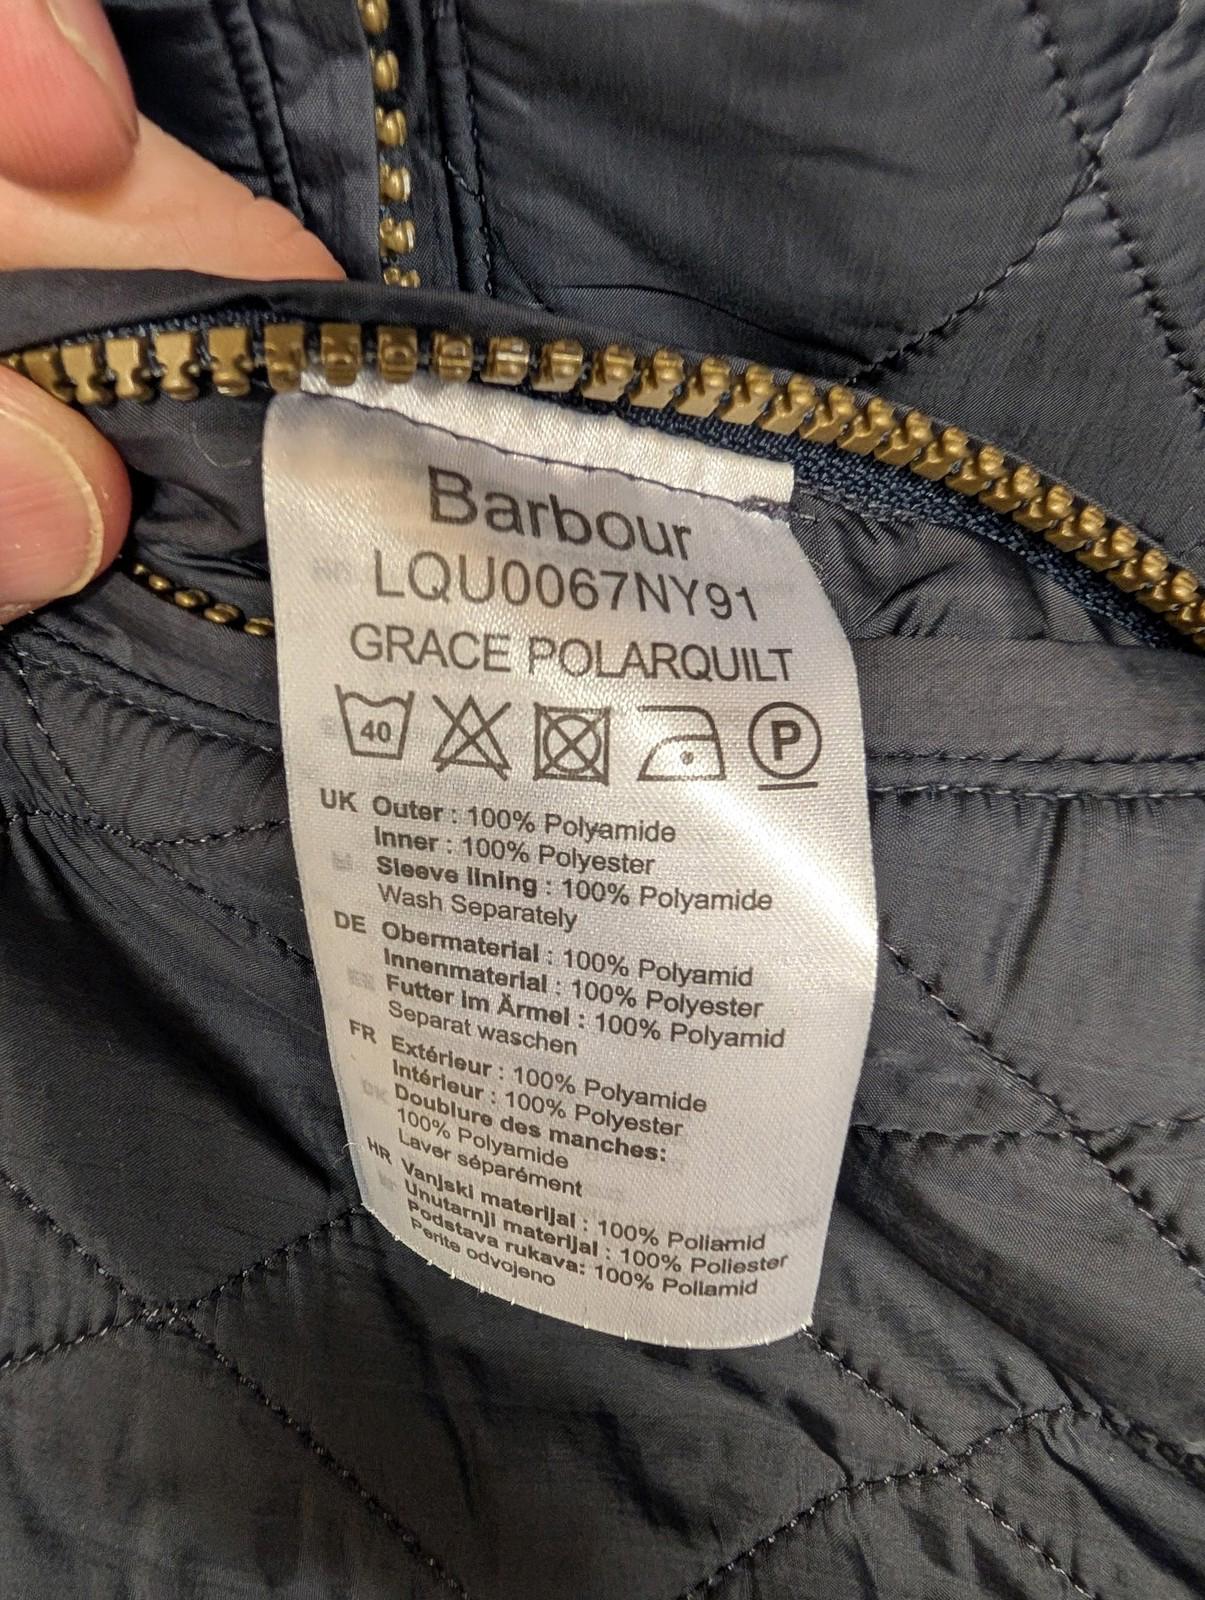 Barbour
LQU0067NY91
GRACE POLARQUILT
40 P
UK Outer : 100% Polyamide
Inner : 100% Polyester
Sleeve lining : 100% Polyamide
Wash Separately
DE Obermaterial : 100% Polyamid
Innenmaterial : 100% Polyester
Futter im Ärmel : 100% Polyamid
Separat waschen
FR Extérieur : 100% Polyamide
Intérieur : 100% Polyester
Doublure des manches:
100% Polyamide
Laver séparément
HR Vanjski materijal : 100% Poliamid
Unutarnji materijal : 100% Poliester
Podstava rukava: 100% Poliamid
Perite odvojeno